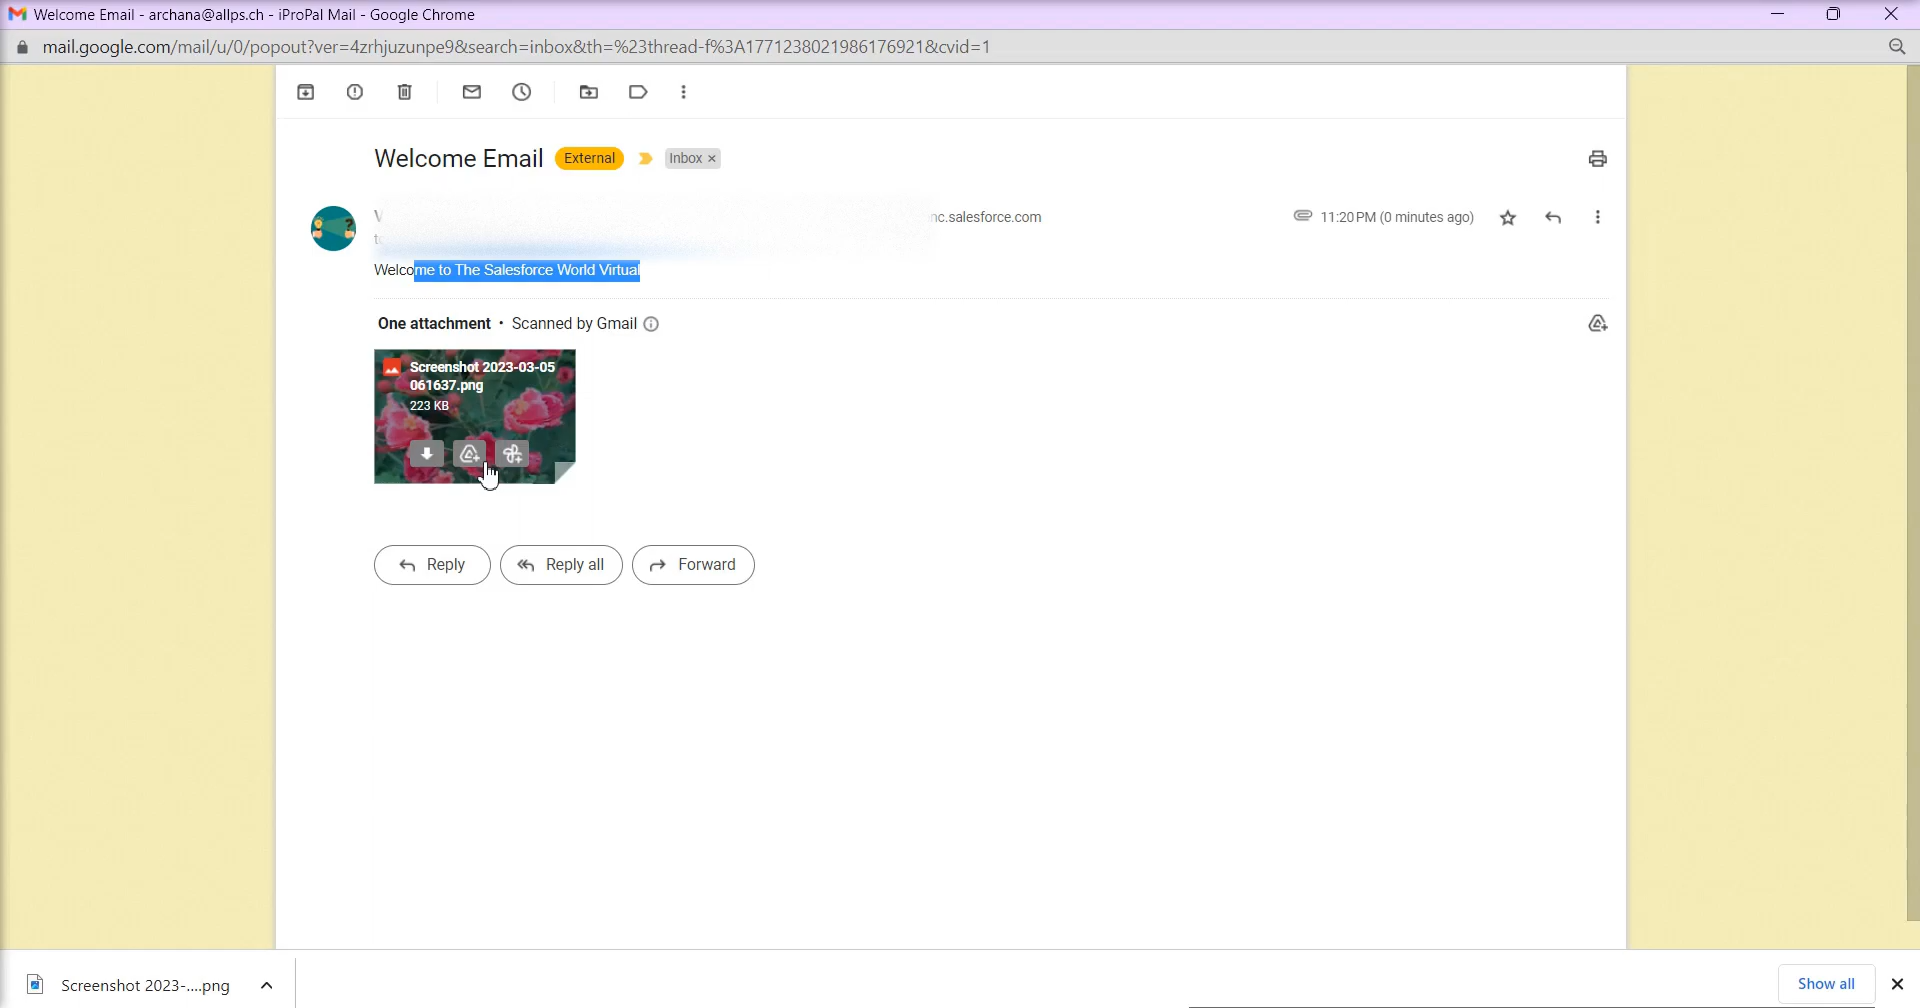 Welcome Email - archana@allps.ch - iProPal Mail - Google Chrome
mail.google.com/mail/u/0/popout?ver=4zrhjuzunpe9&search=inbox&th=%23thread-f%3A1771238021986176921&cvid=1
Welcome Email External Inbox ×
nc.salesforce.com 11:20 PM (0 minutes ago)
Welcome to The Salesforce World Virtual
One attachment • Scanned by Gmail
Screenshot 2023-03-05
061637.png
223 KB
Reply Reply all Forward
Screenshot 2023-....png Show all